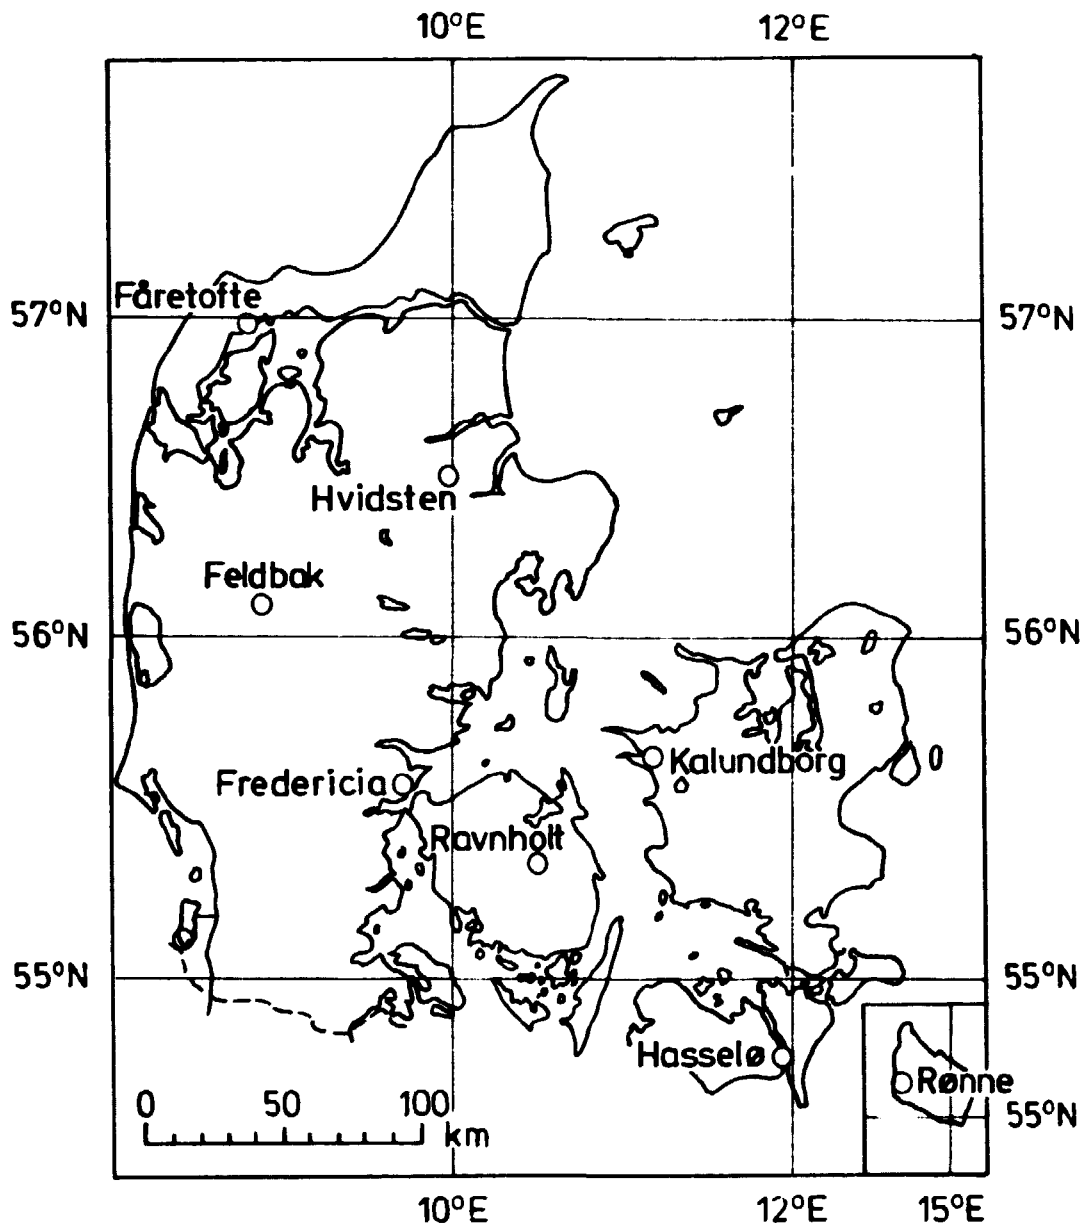 10°E 12°E
Fåretofte
57°N 57°N
Hvidsten
Feldbak
56°N 56°N
Kalundborg
Fredericia
Ravnholt
55°N 55°N
Hasselø
Rønne
0 50 100
km
55°N
10°E 12°E 15°E